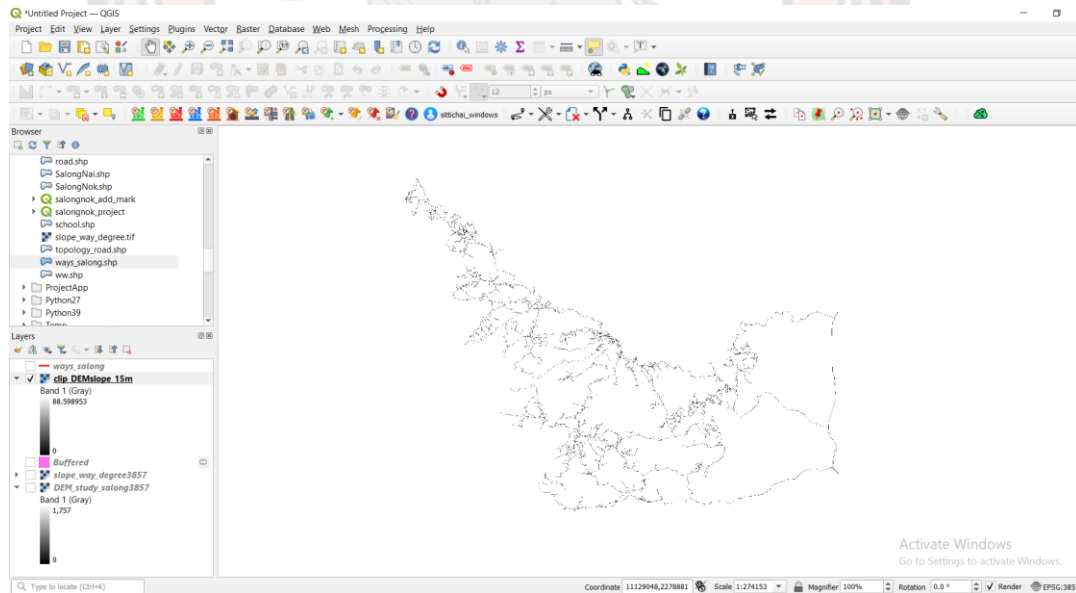 *Untitled Project — QGIS
Project Edit View Layer Settings Plugins Vector Raster Database Web Mesh Processing Help
12 px
sittichai_windows
Browser
road.shp
SalongNai.shp
SalongNok.shp
salongnok_add_mark
salongnok_project
school.shp
slope_way_degree.tif
topology_road.shp
ways_salong.shp
ww.shp
ProjectApp
Python27
Python39
Temp
Layers
ways_salong
clip_DEMslope_15m
Band 1 (Gray)
88.598953
0
Buffered
slope_way_degree3857
DEM_study_salong3857
Band 1 (Gray)
1,757
0
Activate Windows
Go to Settings to activate Windows.
Type to locate (Ctrl+K)
Coordinate 11129048,2278881 Scale 1:274153 Magnifier 100% Rotation 0.0 ° Render EPSG:385